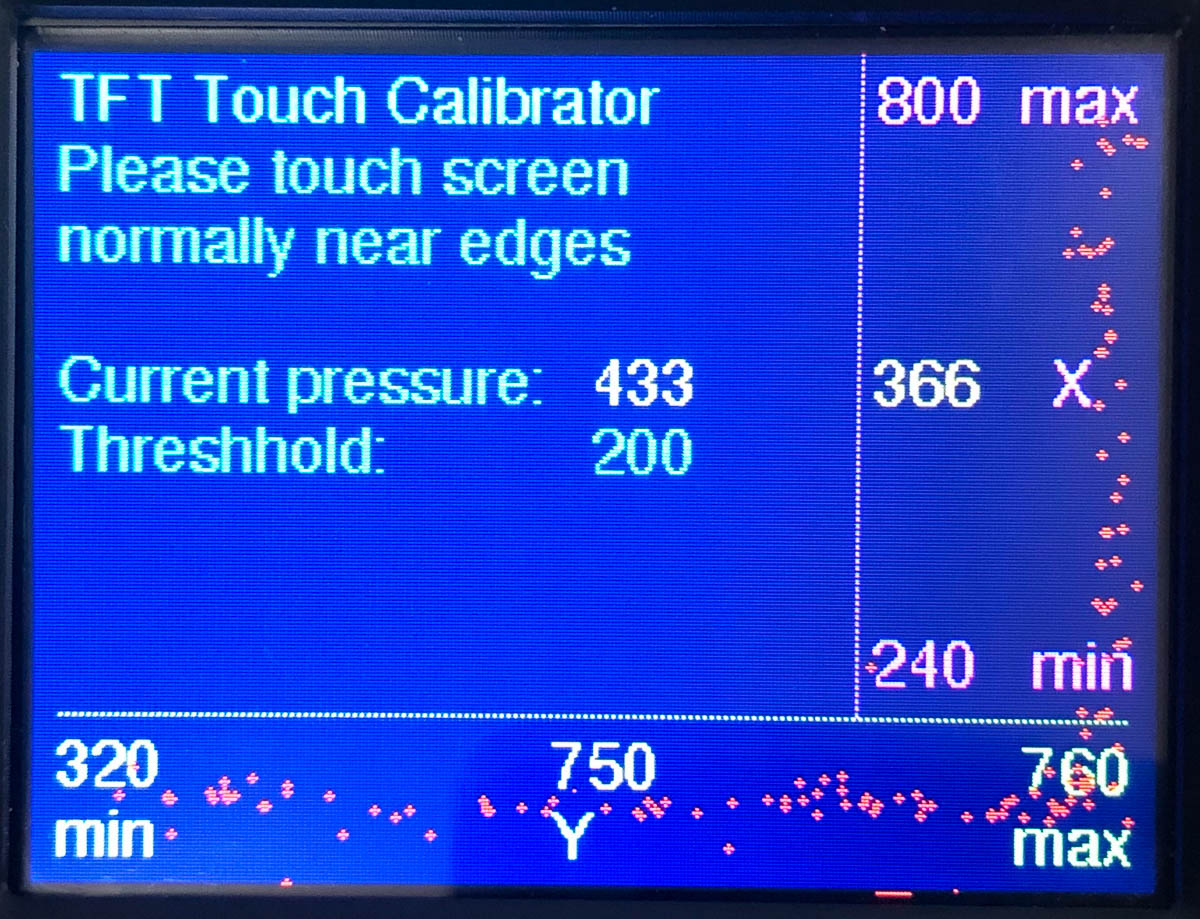 TFT Touch Calibrator
Please touch screen
normally near edges
Current pressure: 433
Threshhold: 200
800 max
366 X
240 min
320 750 760
min Y max